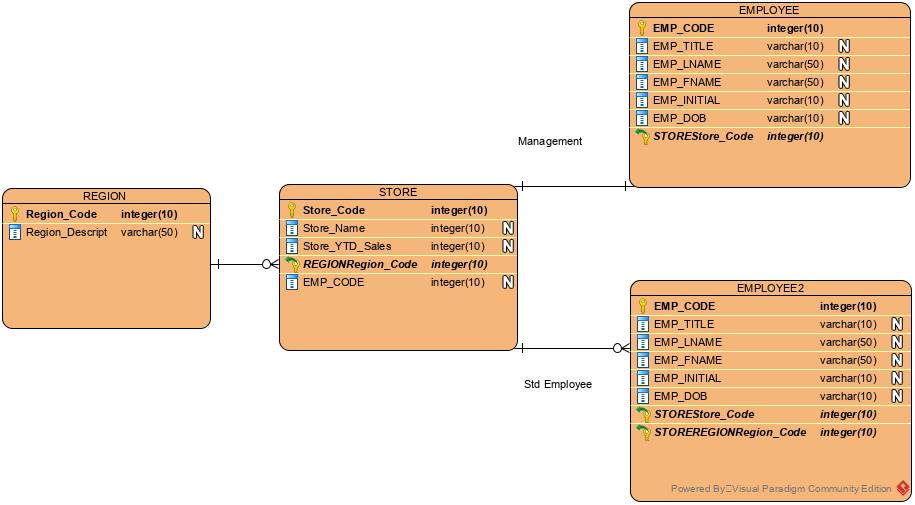 EMPLOYEE
EMP_CODE integer(10)
EMP_TITLE varchar(10) N
EMP_LNAME varchar(50) N
EMP_FNAME varchar(50) N
EMP_INITIAL varchar(10) N
EMP_DOB varchar(10) N
STOREStore_Code integer(10)
Management
REGION
Region_Code integer(10)
Region_Descript varchar(50) N
STORE
Store_Code integer(10)
Store_Name integer(10) N
Store_YTD_Sales integer(10) N
REGIONRegion_Code integer(10)
EMP_CODE integer(10) N
Std Employee
EMPLOYEE2
EMP_CODE integer(10)
EMP_TITLE varchar(10) N
EMP_LNAME varchar(50) N
EMP_FNAME varchar(50) N
EMP_INITIAL varchar(10) N
EMP_DOB varchar(10) N
STOREStore_Code integer(10)
STOREREGIONRegion_Code integer(10)
Powered By Visual Paradigm Community Edition